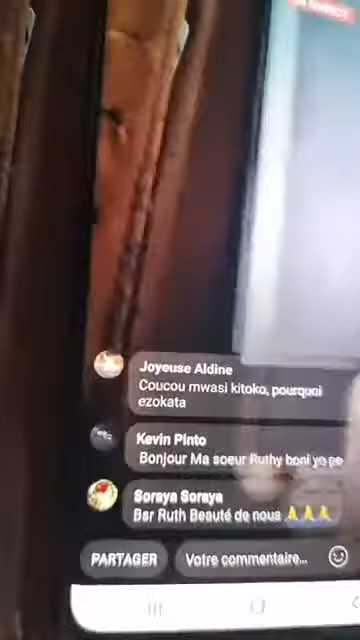 Joyeuse Aldine
Coucou mwasi kitoko, pourquoi
ezokata
Kevin Pinto
Bonjour Ma soeur Ruthy boni yo po
Soraya Soraya
Bsr Ruth Beauté de nous 🙏🙏🙏
PARTAGER
Votre commentaire...